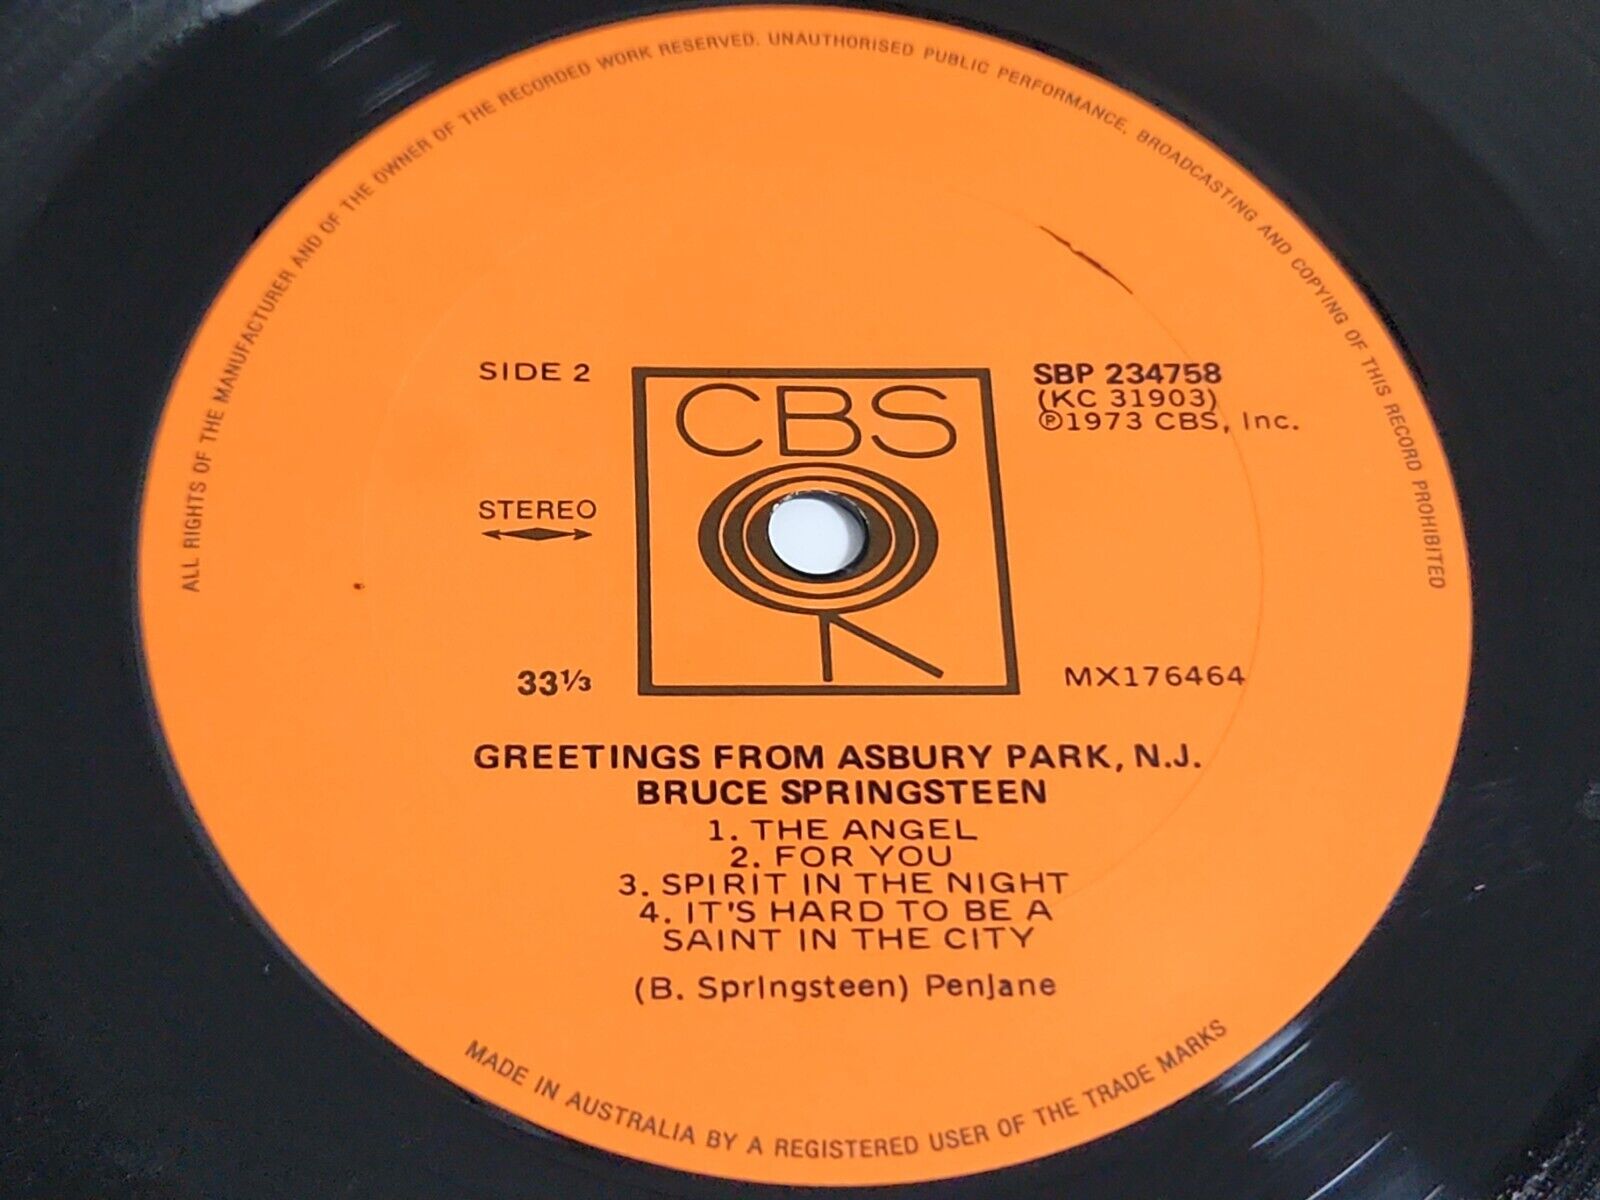 ALL RIGHTS OF THE MANUFACTURER AND OF THE OWNER OF THE RECORDED WORK RESERVED. UNAUTHORISED PUBLIC PERFORMANCE, BROADCASTING AND COPYING OF THIS RECORD PROHIBITED
SIDE 2
CBS
SBP 234758
(KC 31903)
℗1973 CBS, Inc.
STEREO
33⅓
MX176464
GREETINGS FROM ASBURY PARK, N.J.
BRUCE SPRINGSTEEN
1. THE ANGEL
2. FOR YOU
3. SPIRIT IN THE NIGHT
4. IT'S HARD TO BE A
SAINT IN THE CITY
(B. Springsteen) PenJane
MADE IN AUSTRALIA BY A REGISTERED USER OF THE TRADE MARKS